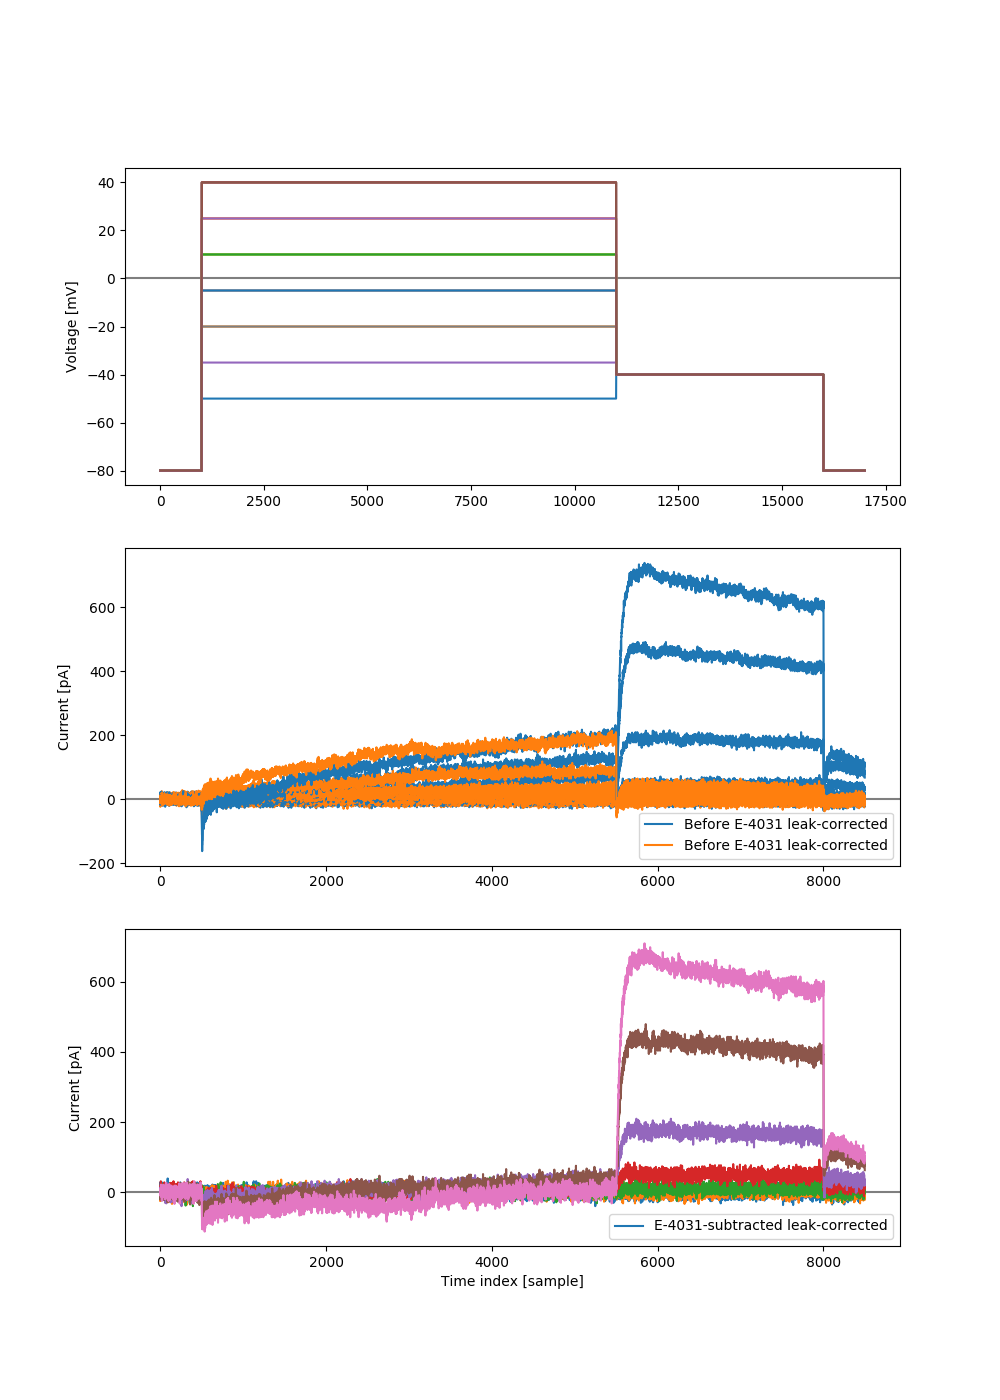 Voltage [mV]
40
20
0
−20
−40
−60
−80
0 2500 5000 7500 10000 12500 15000 17500
Current [pA]
600
400
200
0
−200
Before E-4031 leak-corrected
Before E-4031 leak-corrected
0 2000 4000 6000 8000
Current [pA]
600
400
200
0
E-4031-subtracted leak-corrected
0 2000 4000 6000 8000
Time index [sample]